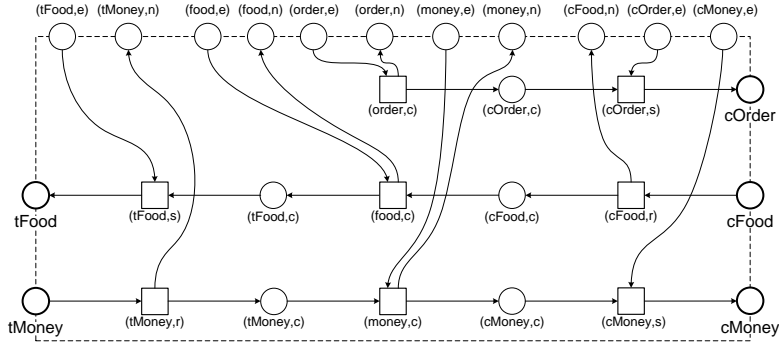 (tFood,e) (tMoney,n) (food,e) (food,n) (order,e) (order,n) (money,e) (money,n) (cFood,n) (cOrder,e) (cMoney,e)
(order,c) (cOrder,c) (cOrder,s) cOrder
tFood (tFood,s) (tFood,c) (food,c) (cFood,c) (cFood,r) cFood
tMoney (tMoney,r) (tMoney,c) (money,c) (cMoney,c) (cMoney,s) cMoney